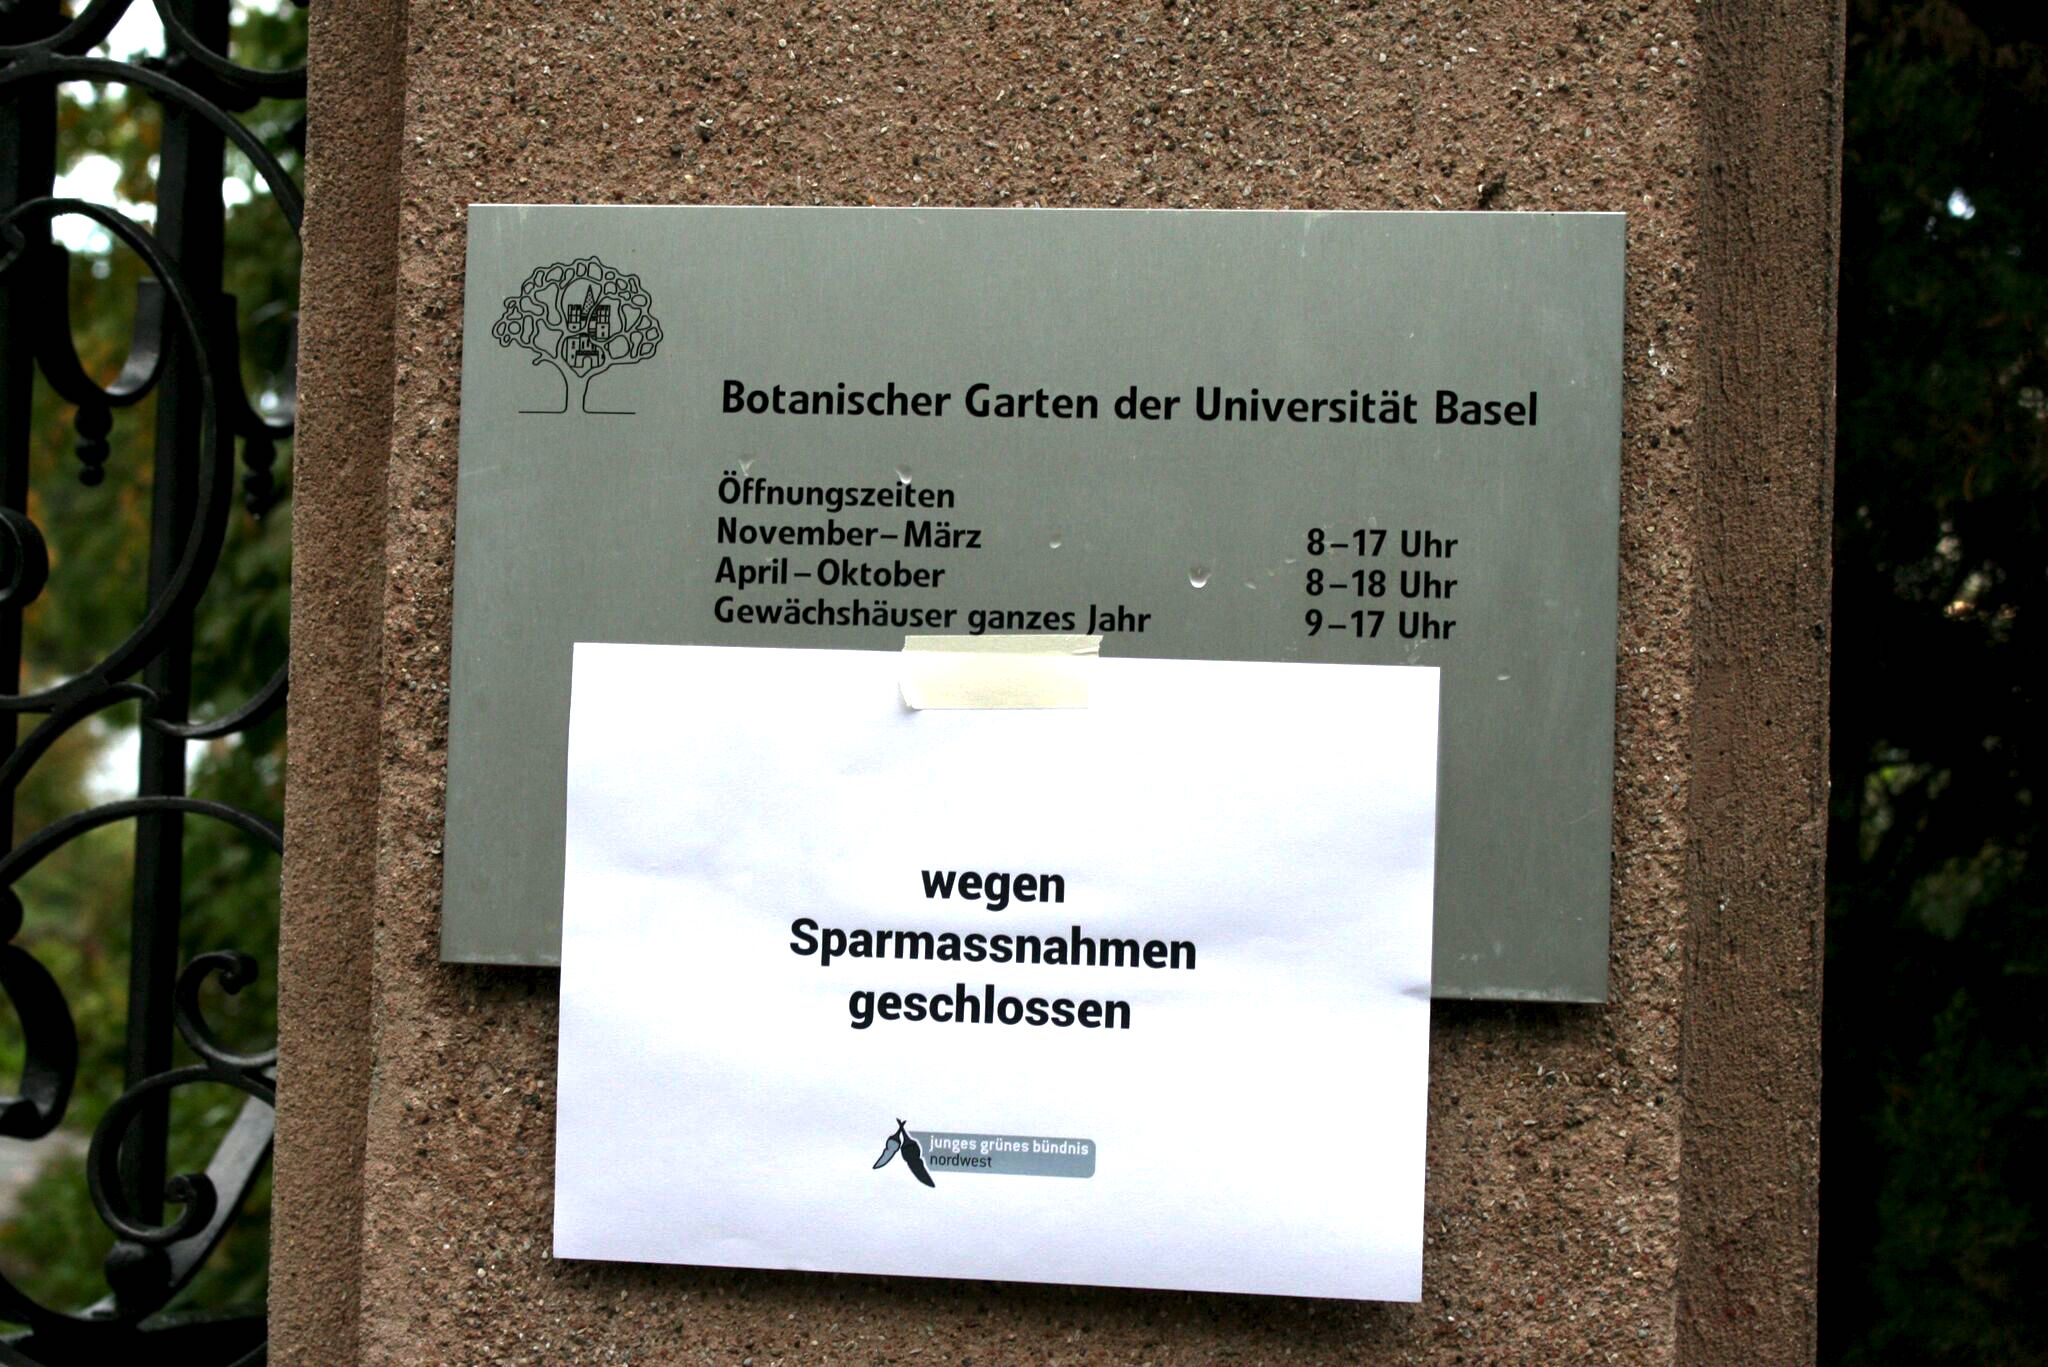 Botanischer Garten der Universität Basel
Öffnungszeiten
November–März 8–17 Uhr
April–Oktober 8–18 Uhr
Gewächshäuser ganzes Jahr 9–17 Uhr
wegen
Sparmassnahmen
geschlossen
junges grünes bündnis
nordwest